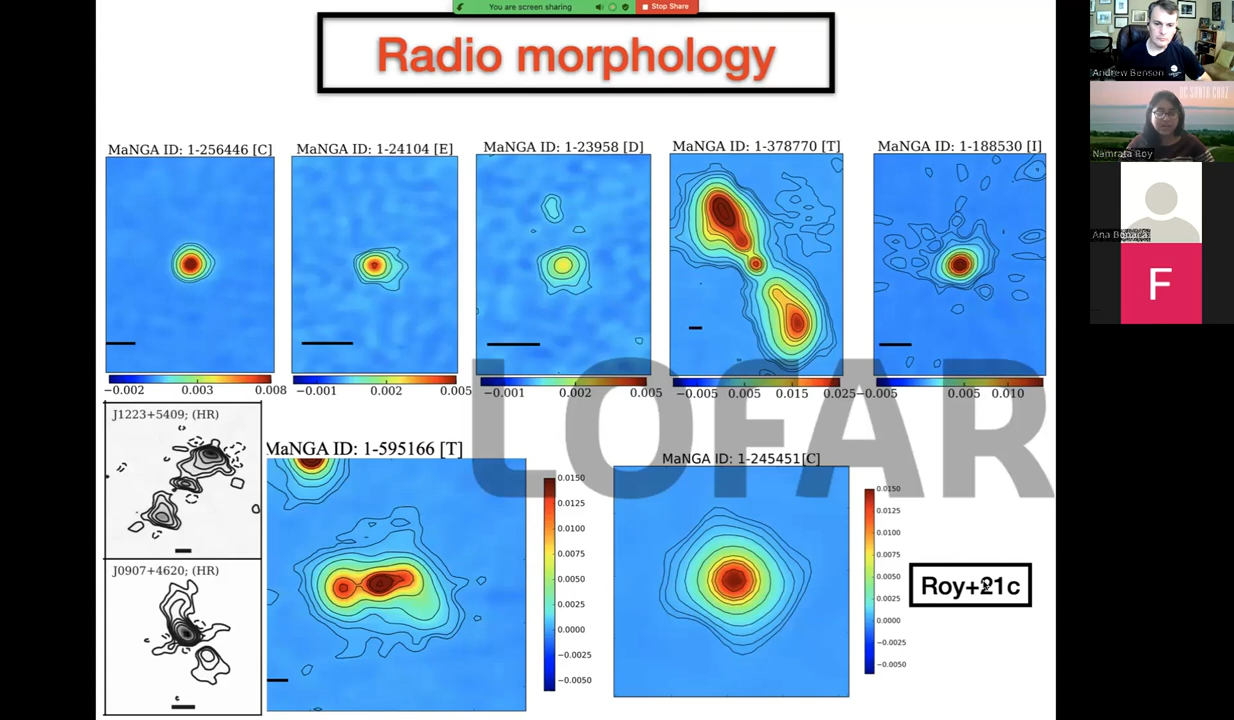 You are screen sharing
Stop Share
Radio morphology
MaNGA ID: 1-256446 [C]
MaNGA ID: 1-24104 [E]
MaNGA ID: 1-23958 [D]
MaNGA ID: 1-378770 [T]
MaNGA ID: 1-188530 [I]
−0.002 0.003 0.008
−0.001 0.002 0.005
−0.001 0.002 0.005
−0.005 0.005 0.015 0.025
−0.005 0.005 0.010
LOFAR
J1223+5409; (HR)
J0907+4620; (HR)
MaNGA ID: 1-595166 [T]
0.0150
0.0125
0.0100
0.0075
0.0050
0.0025
0.0000
−0.0025
−0.0050
MaNGA ID: 1-245451[C]
0.0150
0.0125
0.0100
0.0075
0.0050
0.0025
0.0000
−0.0025
−0.0050
Roy+21c
Andrew Benson
UC SANTA CRUZ
Namrata Roy
Ana Bonaca
F